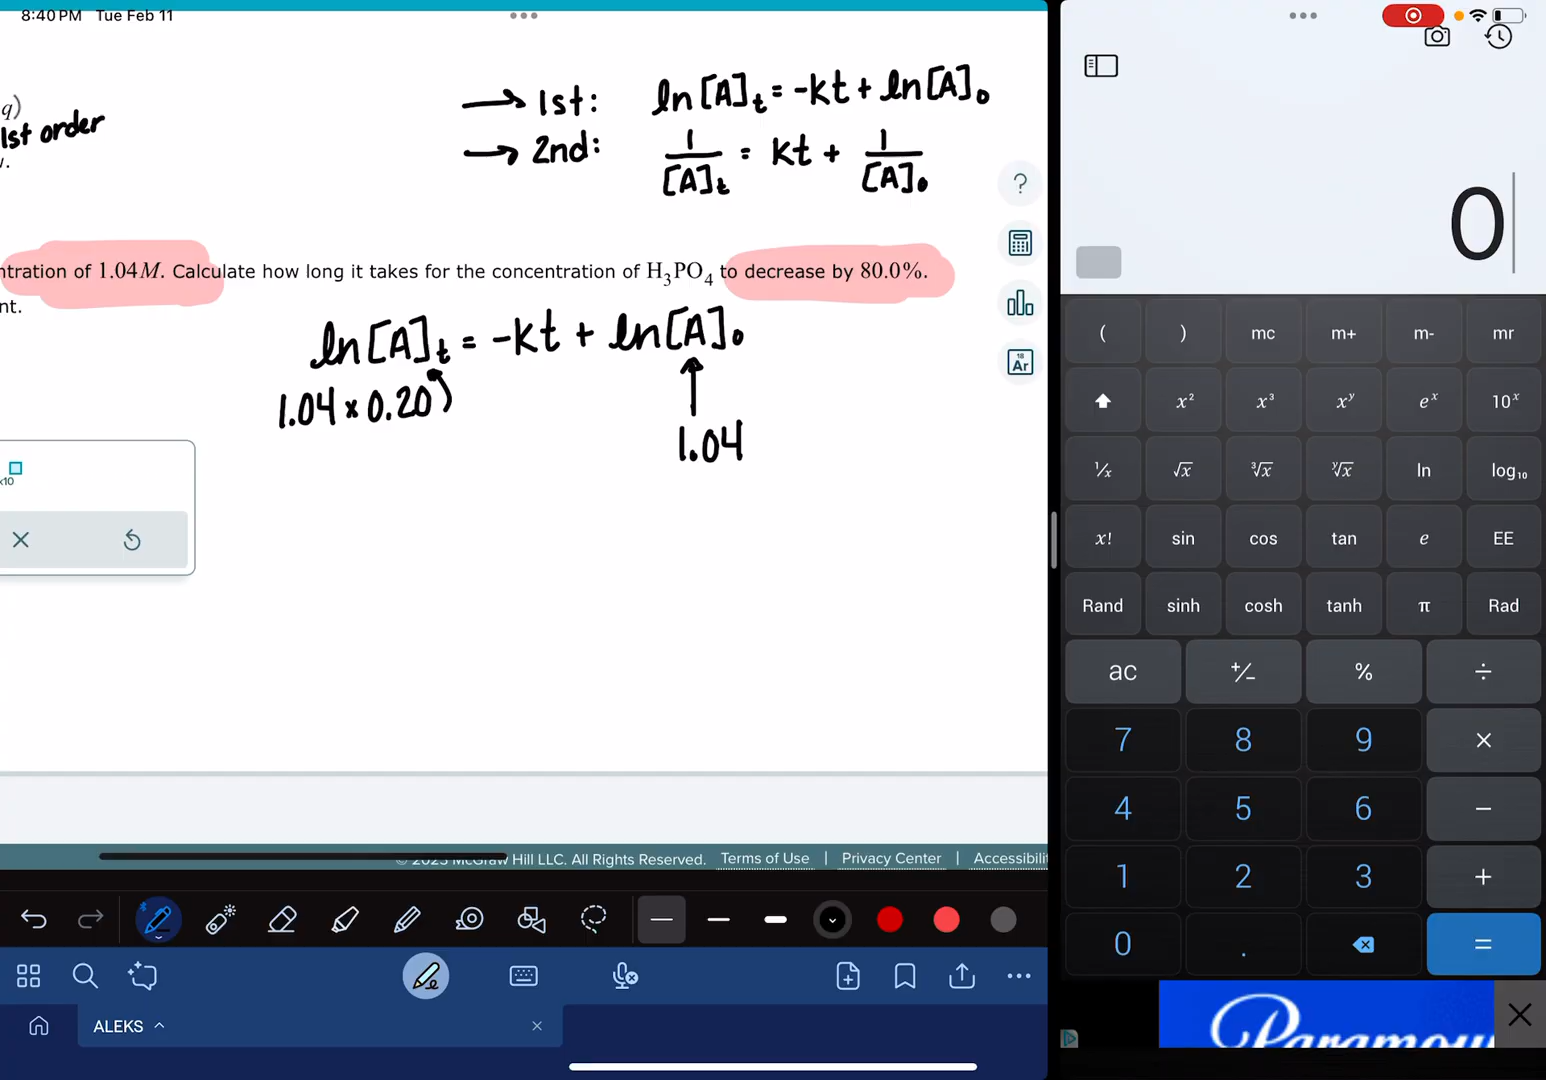 8:40 PM Tue Feb 11
q)
1st order
→ 1st: ln[A]t = -kt + ln[A]0
→ 2nd: 1/[A]t = kt + 1/[A]0
?
ntration of 1.04M. Calculate how long it takes for the concentration of H3PO4 to decrease by 80.0%.
nt.
ln[A]t = -kt + ln[A]0
1.04 x 0.20
1.04
18
Ar
x10
Hill LLC. All Rights Reserved. Terms of Use | Privacy Center | Accessibili
ALEKS
0
( ) mc m+ m- mr
x² x³ xʸ eˣ 10ˣ
1/x √x ∛x ʸ√x ln log10
x! sin cos tan e EE
Rand sinh cosh tanh π Rad
ac +/- % ÷
7 8 9 ×
4 5 6 −
1 2 3 +
0 . =
Paramou